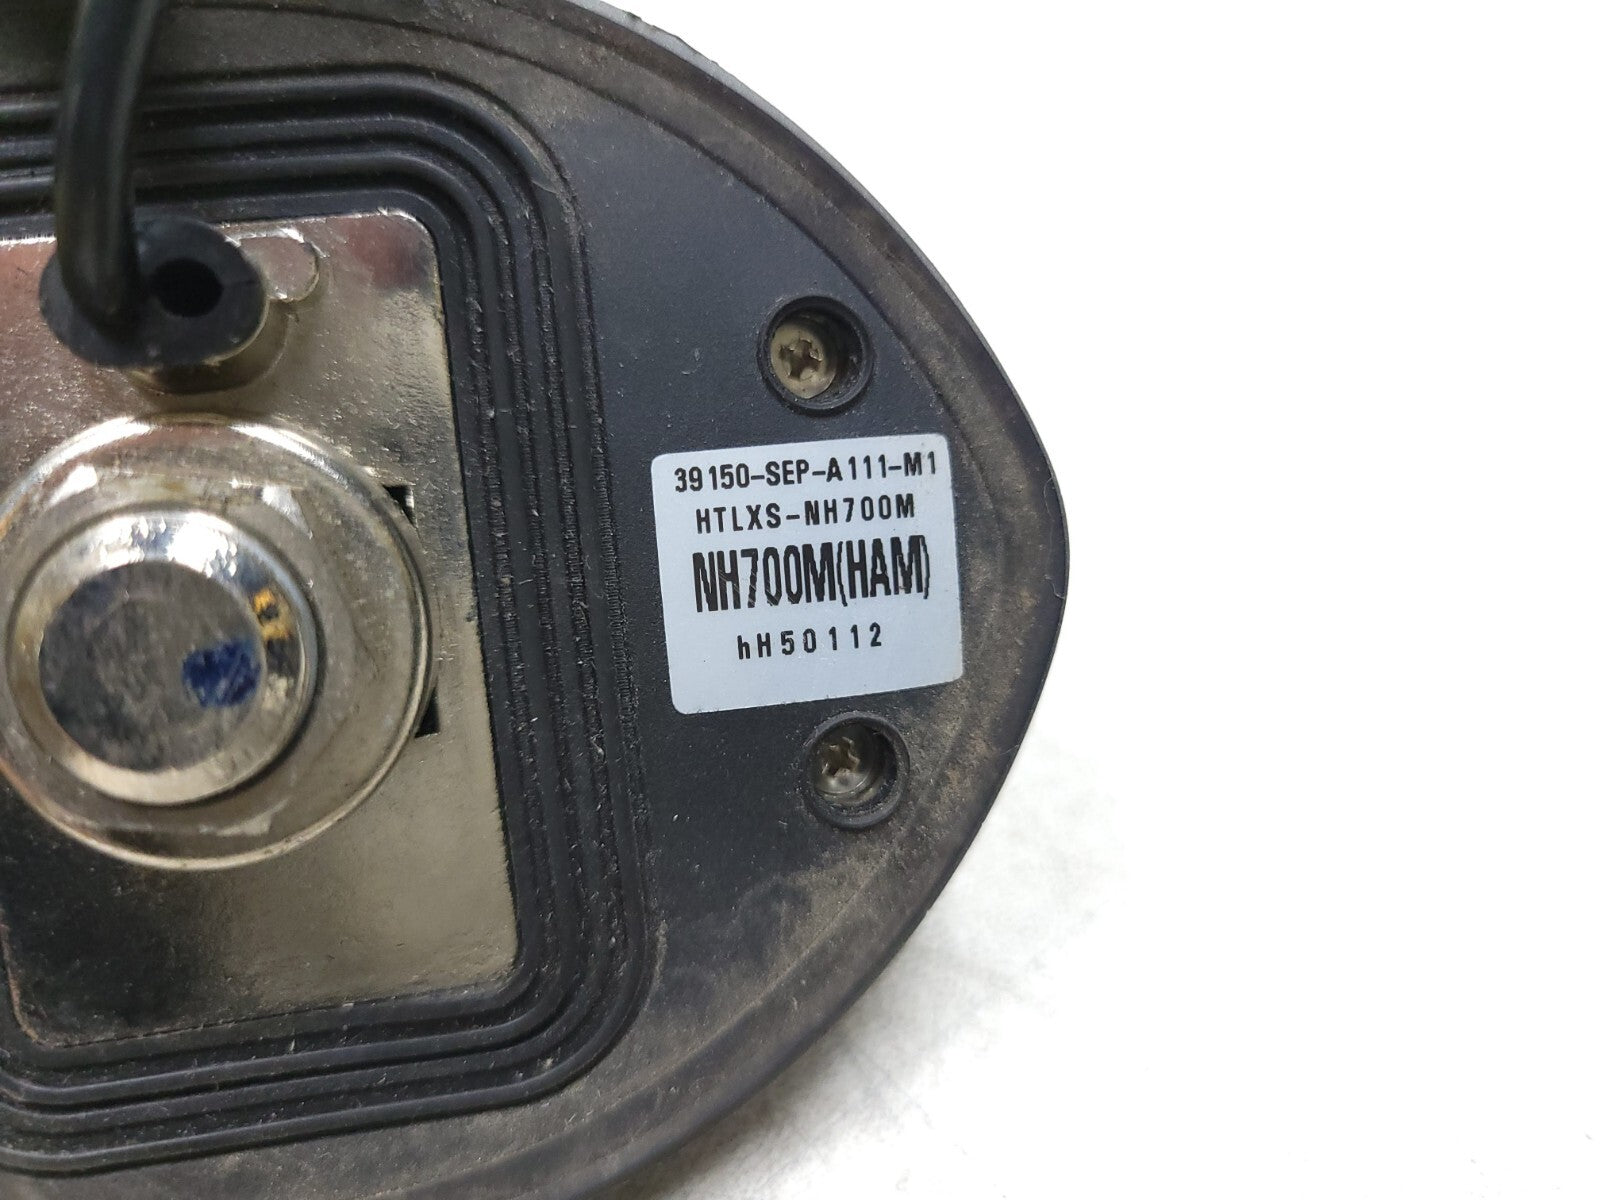 39150-SEP-A111-M1
HTLXS-NH700M
NH700M(HAM)
hH50112